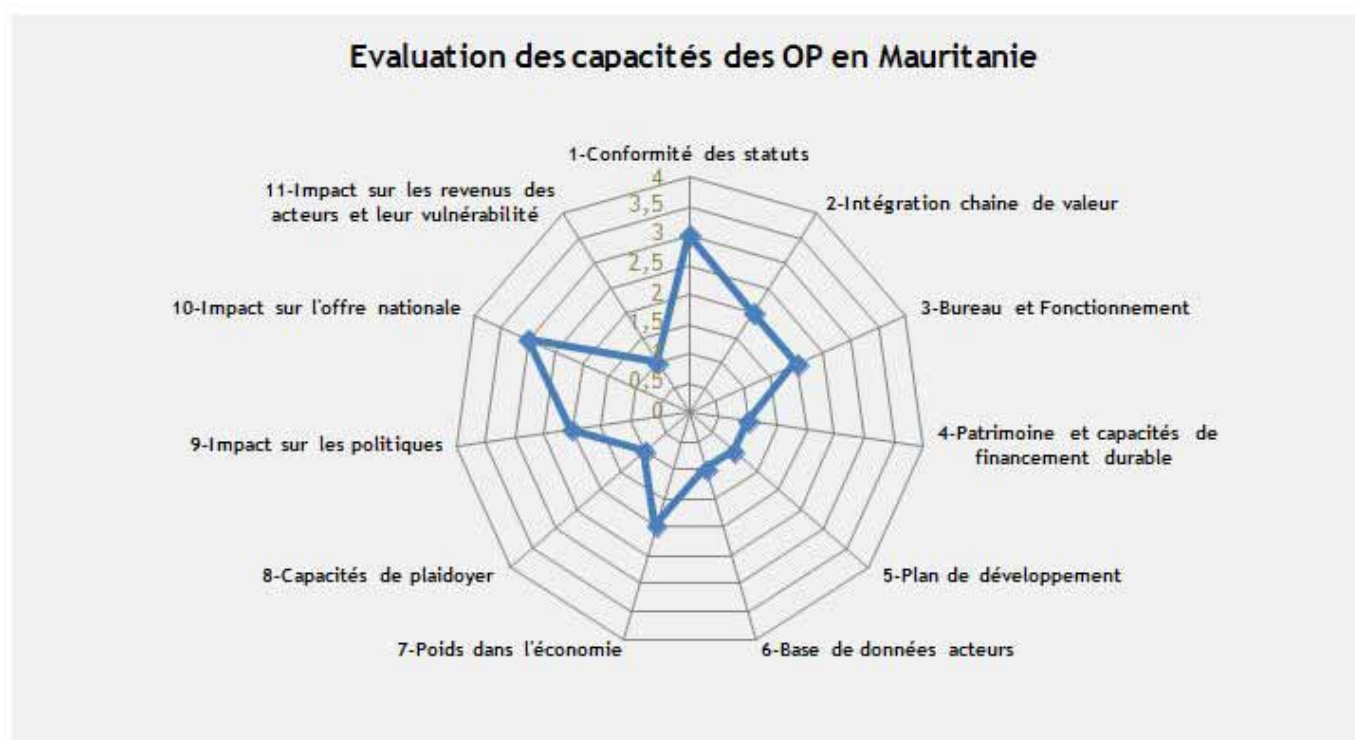 Evaluation des capacités des OP en Mauritanie
1-Conformité des statuts
2-Intégration chaine de valeur
3-Bureau et Fonctionnement
4-Patrimoine et capacités de
financement durable
5-Plan de développement
6-Base de données acteurs
7-Poids dans l'économie
8-Capacités de plaidoyer
9-Impact sur les politiques
10-Impact sur l'offre nationale
11-Impact sur les revenus des
acteurs et leur vulnérabilité
4
3,5
3
2,5
2
1,5
1
0,5
0